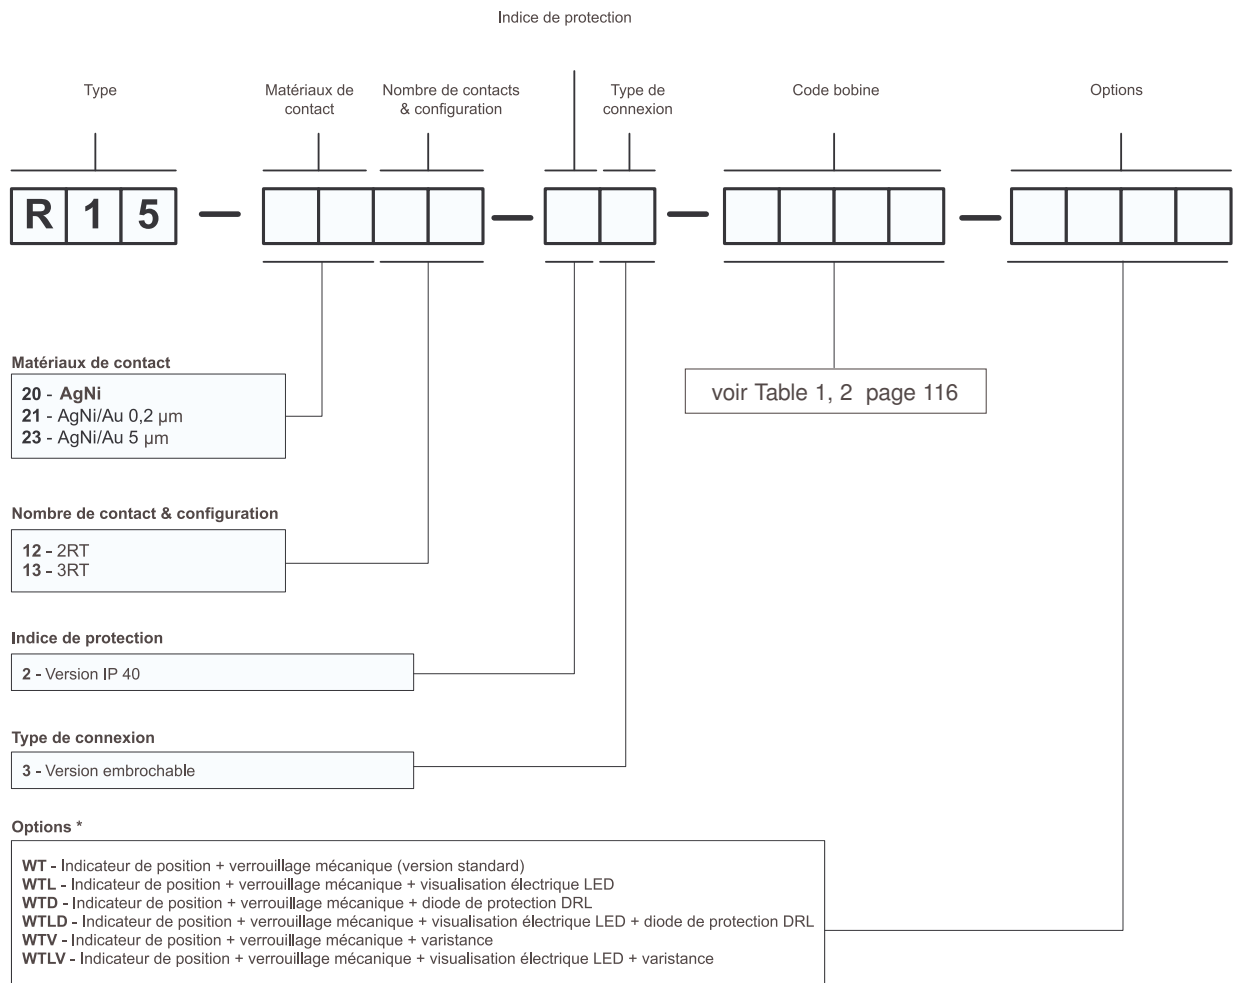 Indice de protection
Type
Matériaux de
contact
Nombre de contacts
& configuration
Type de
connexion
Code bobine
Options
R 1 5 — — — —
Matériaux de contact
20 - AgNi
21 - AgNi/Au 0,2 µm
23 - AgNi/Au 5 µm
voir Table 1, 2 page 116
Nombre de contact & configuration
12 - 2RT
13 - 3RT
Indice de protection
2 - Version IP 40
Type de connexion
3 - Version embrochable
Options *
WT - Indicateur de position + verrouillage mécanique (version standard)
WTL - Indicateur de position + verrouillage mécanique + visualisation électrique LED
WTD - Indicateur de position + verrouillage mécanique + diode de protection DRL
WTLD - Indicateur de position + verrouillage mécanique + visualisation électrique LED + diode de protection DRL
WTV - Indicateur de position + verrouillage mécanique + varistance
WTLV - Indicateur de position + verrouillage mécanique + visualisation électrique LED + varistance